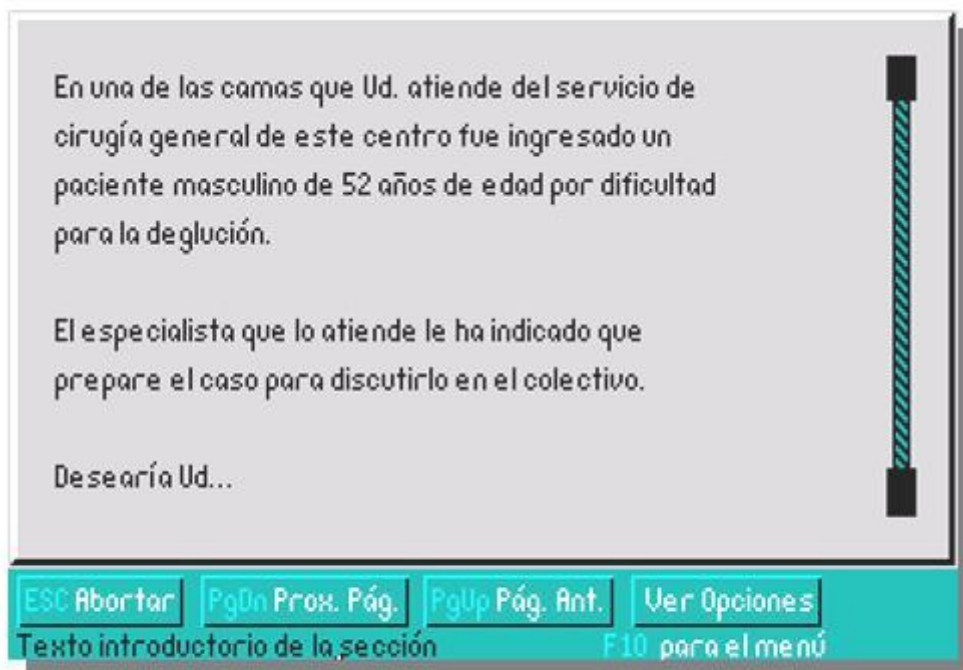 En una de las camas que Ud. atiende del servicio de
cirugía general de este centro fue ingresado un
paciente masculino de 52 años de edad por dificultad
para la deglución.
El especialista que lo atiende le ha indicado que
prepare el caso para discutirlo en el colectivo.
Desearía Ud...
ESC Abortar PgDn Prox. Pág. PgUp Pág. Ant. Ver Opciones
Texto introductorio de la sección F10 para el menú